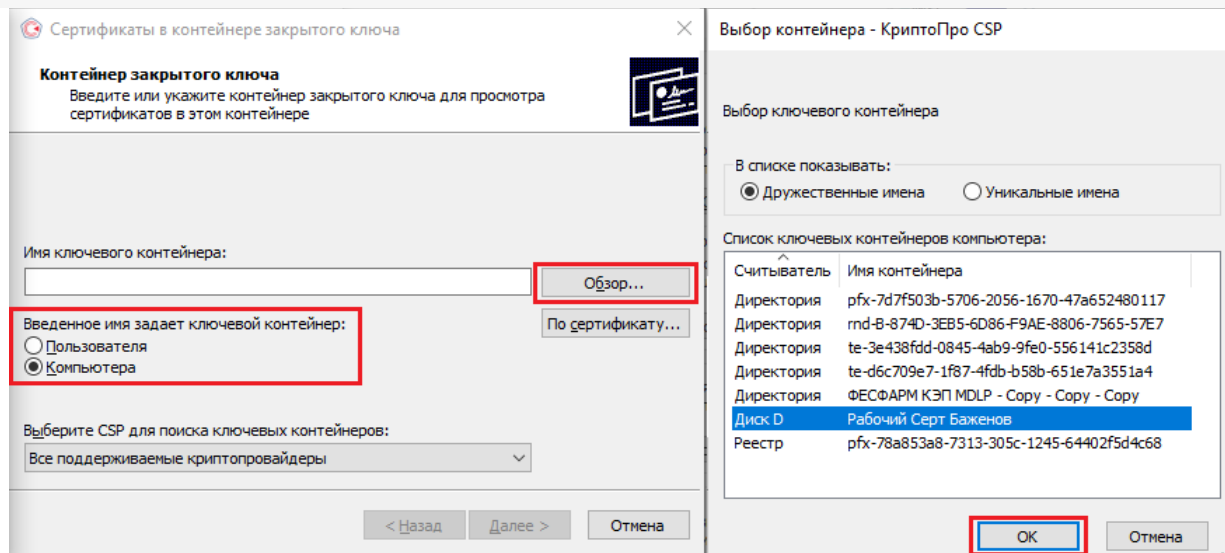 Сертификаты в контейнере закрытого ключа
Контейнер закрытого ключа
Введите или укажите контейнер закрытого ключа для просмотра
сертификатов в этом контейнере
Имя ключевого контейнера:
Обзор...
Введенное имя задает ключевой контейнер:
Пользователя
Компьютера
По сертификату...
Выберите CSP для поиска ключевых контейнеров:
Все поддерживаемые криптопровайдеры
< Назад
Далее >
Отмена
Выбор контейнера - КриптоПро CSP
Выбор ключевого контейнера
В списке показывать:
Дружественные имена Уникальные имена
Список ключевых контейнеров компьютера:
Считыватель Имя контейнера
Директория pfx-7d7f503b-5706-2056-1670-47a652480117
Директория rnd-B-874D-3EB5-6D86-F9AE-8806-7565-57E7
Директория te-3e438fdd-0845-4ab9-9fe0-556141c2358d
Директория te-d6c709e7-1f87-4fdb-b58b-651e7a3551a4
Директория ФЕСФАРМ КЭП MDLP - Copy - Copy - Copy
Диск D Рабочий Серт Баженов
Реестр pfx-78a853a8-7313-305c-1245-64402f5d4c68
OK
Отмена